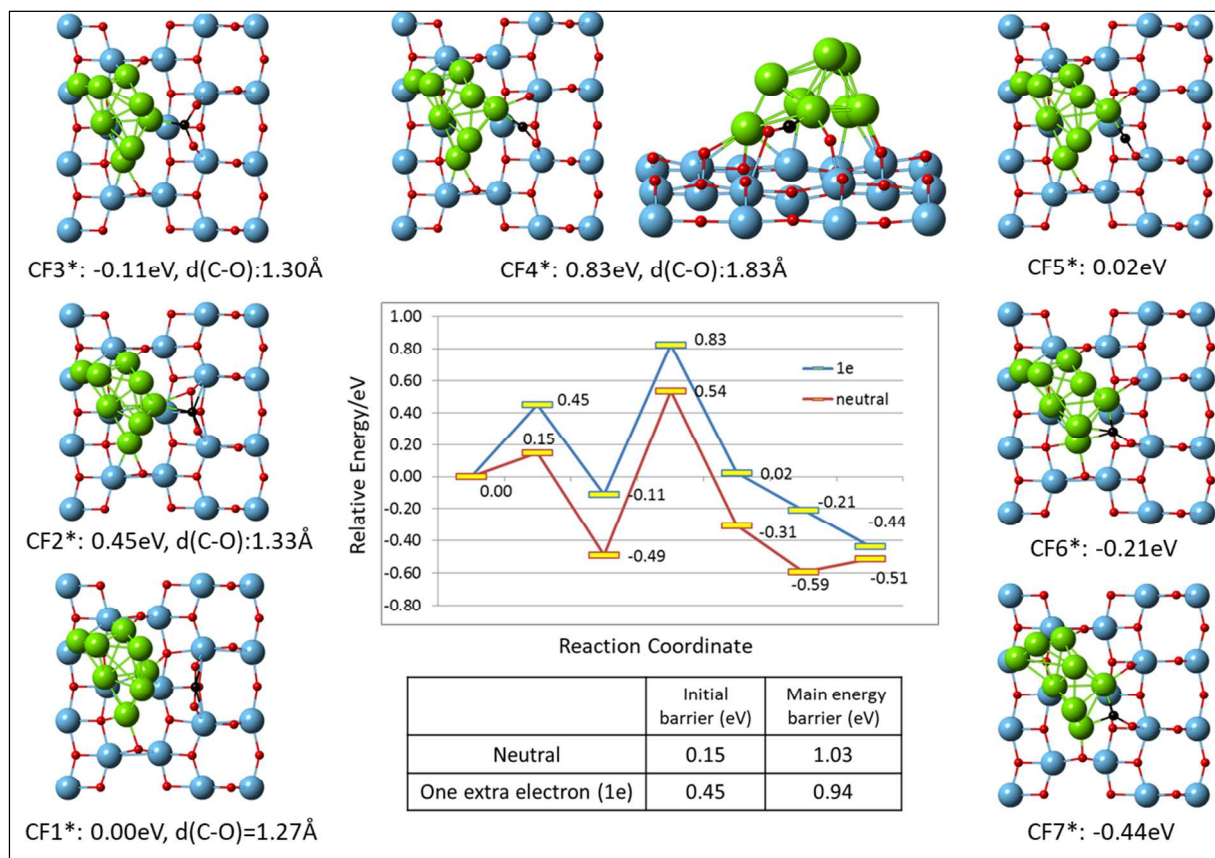 CF3*: -0.11eV, d(C-O):1.30Å
CF4*: 0.83eV, d(C-O):1.83Å
CF5*: 0.02eV
CF2*: 0.45eV, d(C-O):1.33Å
CF6*: -0.21eV
CF1*: 0.00eV, d(C-O)=1.27Å
CF7*: -0.44eV
Relative Energy/eV
1.00
0.80
0.60
0.40
0.20
0.00
-0.20
-0.40
-0.60
-0.80
0.83
1e
0.54
neutral
0.45
0.15
0.00
-0.11
0.02
-0.21
-0.44
-0.49
-0.31
-0.59
-0.51
Reaction Coordinate
Initial barrier (eV)
Main energy barrier (eV)
Neutral 0.15 1.03
One extra electron (1e) 0.45 0.94